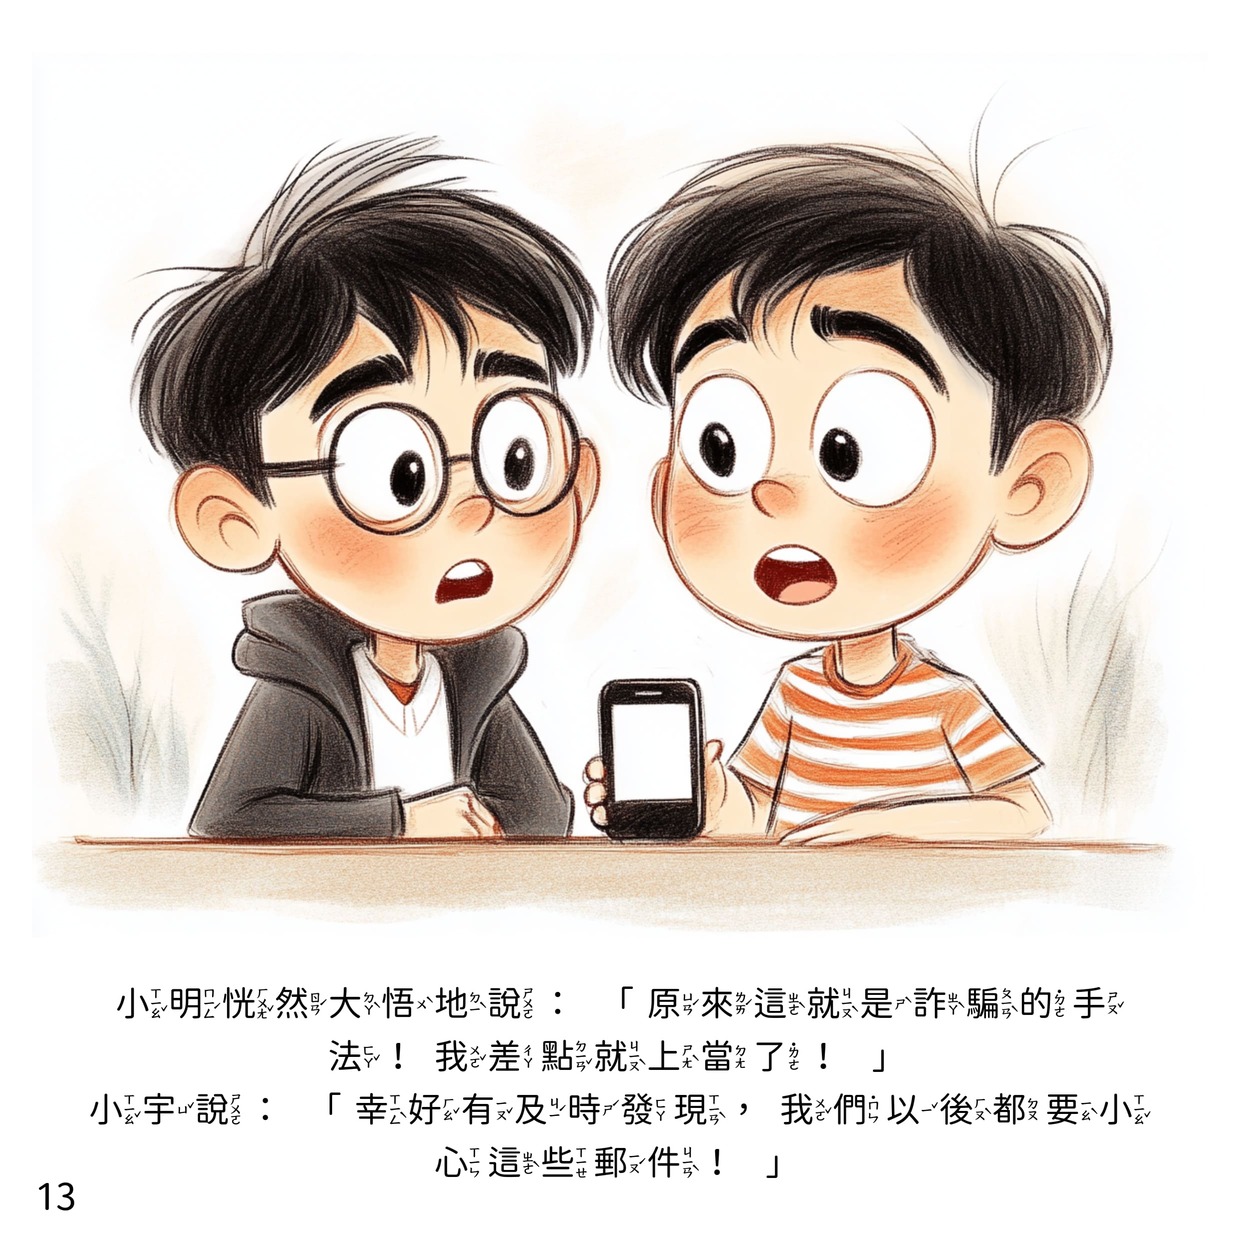 小明恍然大悟地說：「原來這就是詐騙的手
法！我差點就上當了！」
小宇說：「幸好有及時發現，我們以後都要小
心這些郵件！」
13